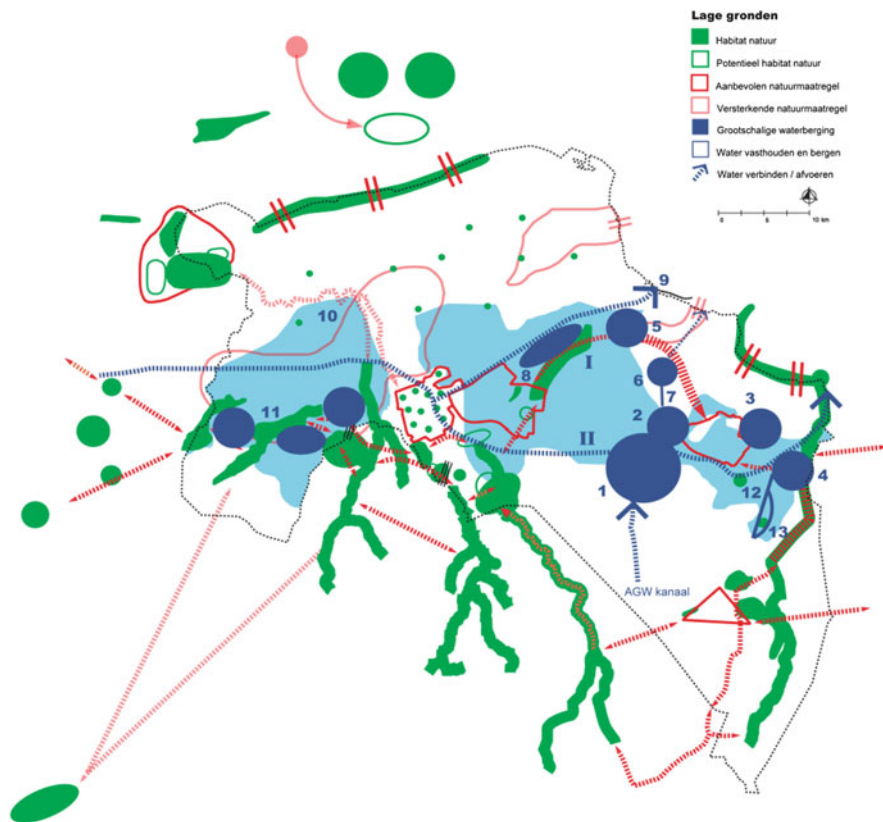 Lage gronden
Habitat natuur
Potentieel habitat natuur
Aanbevolen natuurmaatregel
Versterkende natuurmaatregel
Grootschalige waterberging
Water vasthouden en bergen
Water verbinden / afvoeren
0 5 10 km
9
10
5
8
I
6
7
2
3
11
II
1
4
12
13
AGW kanaal